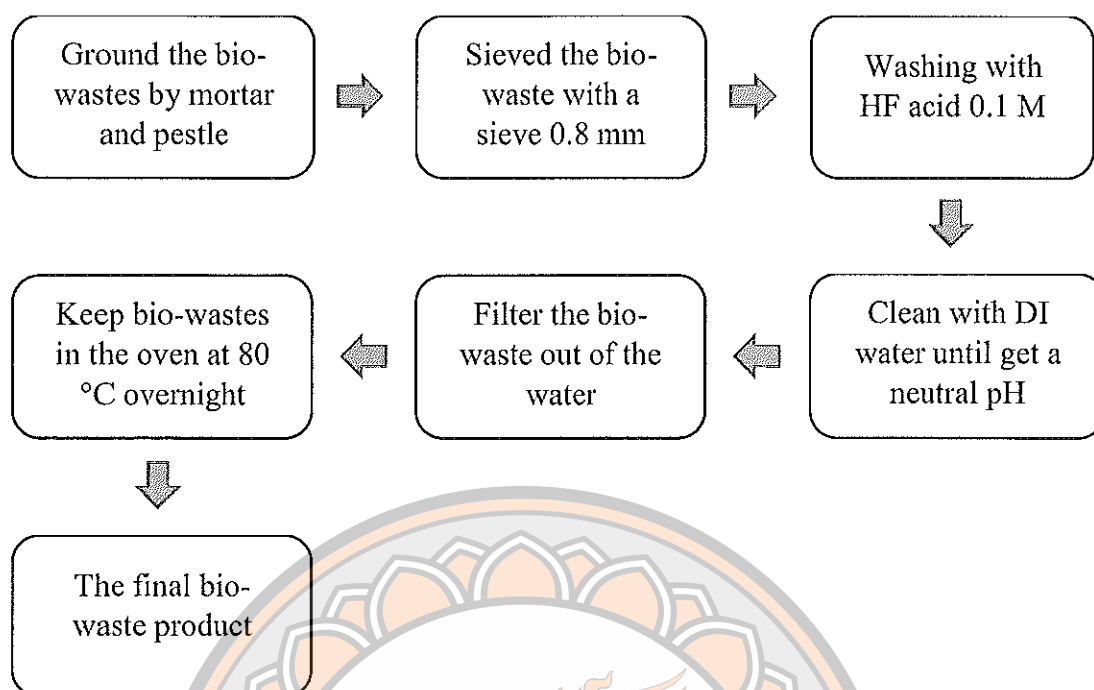 Ground the bio-
wastes by mortar
and pestle
Sieved the bio-
waste with a
sieve 0.8 mm
Washing with
HF acid 0.1 M
Clean with DI
water until get a
neutral pH
Filter the bio-
waste out of the
water
Keep bio-wastes
in the oven at 80
°C overnight
The final bio-
waste product